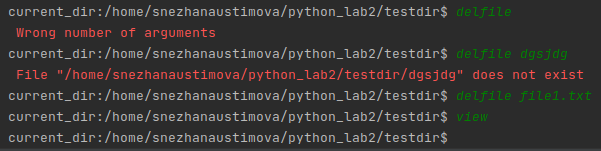 current_dir:/home/snezhanaustimova/python_lab2/testdir$ delfile
Wrong number of arguments
current_dir:/home/snezhanaustimova/python_lab2/testdir$ delfile dgsjdg
File "/home/snezhanaustimova/python_lab2/testdir/dgsjdg" does not exist
current_dir:/home/snezhanaustimova/python_lab2/testdir$ delfile file1.txt
current_dir:/home/snezhanaustimova/python_lab2/testdir$ view
current_dir:/home/snezhanaustimova/python_lab2/testdir$